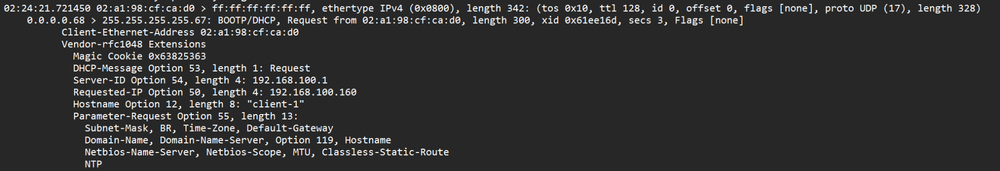 02:24:21.721450 02:a1:98:cf:ca:d0 > ff:ff:ff:ff:ff:ff, ethertype IPv4 (0x0800), length 342: (tos 0x10, ttl 128, id 0, offset 0, flags [none], proto UDP (17), length 328)
0.0.0.0.68 > 255.255.255.255.67: BOOTP/DHCP, Request from 02:a1:98:cf:ca:d0, length 300, xid 0x61ee16d, secs 3, Flags [none]
Client-Ethernet-Address 02:a1:98:cf:ca:d0
Vendor-rfc1048 Extensions
Magic Cookie 0x63825363
DHCP-Message Option 53, length 1: Request
Server-ID Option 54, length 4: 192.168.100.1
Requested-IP Option 50, length 4: 192.168.100.160
Hostname Option 12, length 8: "client-1"
Parameter-Request Option 55, length 13:
Subnet-Mask, BR, Time-Zone, Default-Gateway
Domain-Name, Domain-Name-Server, Option 119, Hostname
Netbios-Name-Server, Netbios-Scope, MTU, Classless-Static-Route
NTP